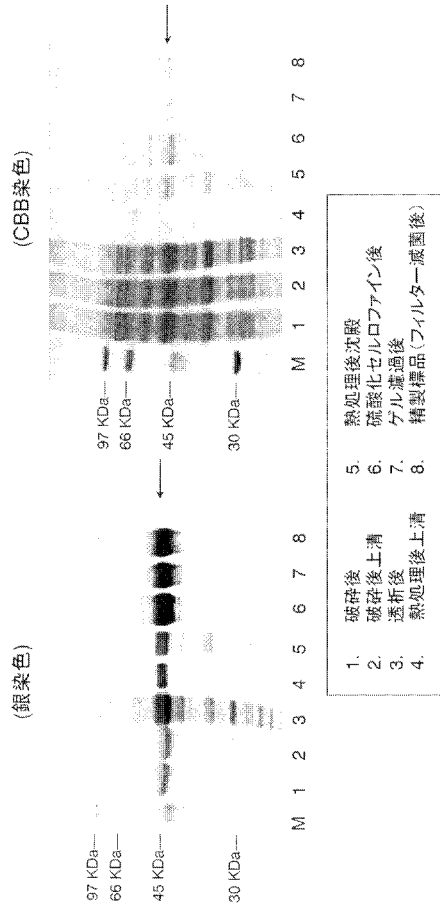 (銀染色)
97 KDa
66 KDa
45 KDa
30 KDa
M 1 2 3 4 5 6 7 8
(CBB染色)
97 KDa
66 KDa
45 KDa
30 KDa
M 1 2 3 4 5 6 7 8
1. 破砕後
2. 破砕後上清
3. 透析後
4. 熱処理後上清
5. 熱処理後沈殿
6. 硫酸化セルロファイン後
7. ゲル濾過後
8. 精製標品(フィルター滅菌後)